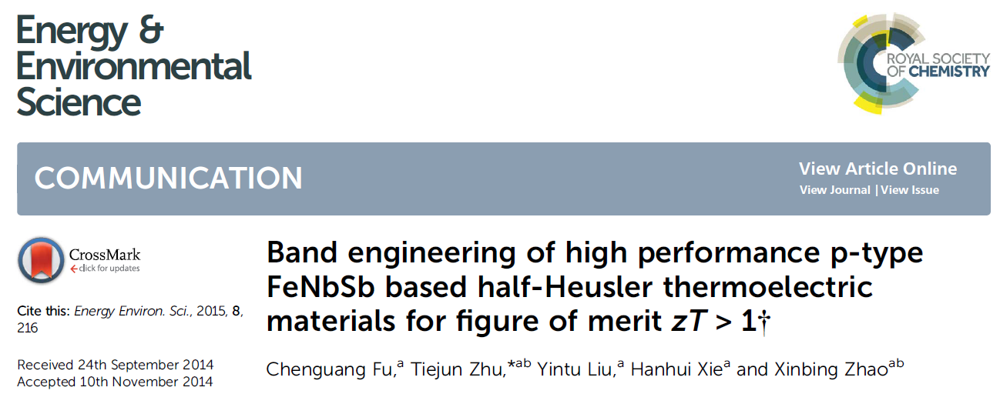 Energy &
Environmental
Science
ROYAL SOCIETY
OF CHEMISTRY
COMMUNICATION
View Article Online
View Journal | View Issue
CrossMark
click for updates
Cite this: Energy Environ. Sci., 2015, 8,
216
Received 24th September 2014
Accepted 10th November 2014
Band engineering of high performance p-type
FeNbSb based half-Heusler thermoelectric
materials for figure of merit zT > 1†
Chenguang Fu,ᵃ Tiejun Zhu,*ᵃᵇ Yintu Liu,ᵃ Hanhui Xieᵃ and Xinbing Zhaoᵃᵇ